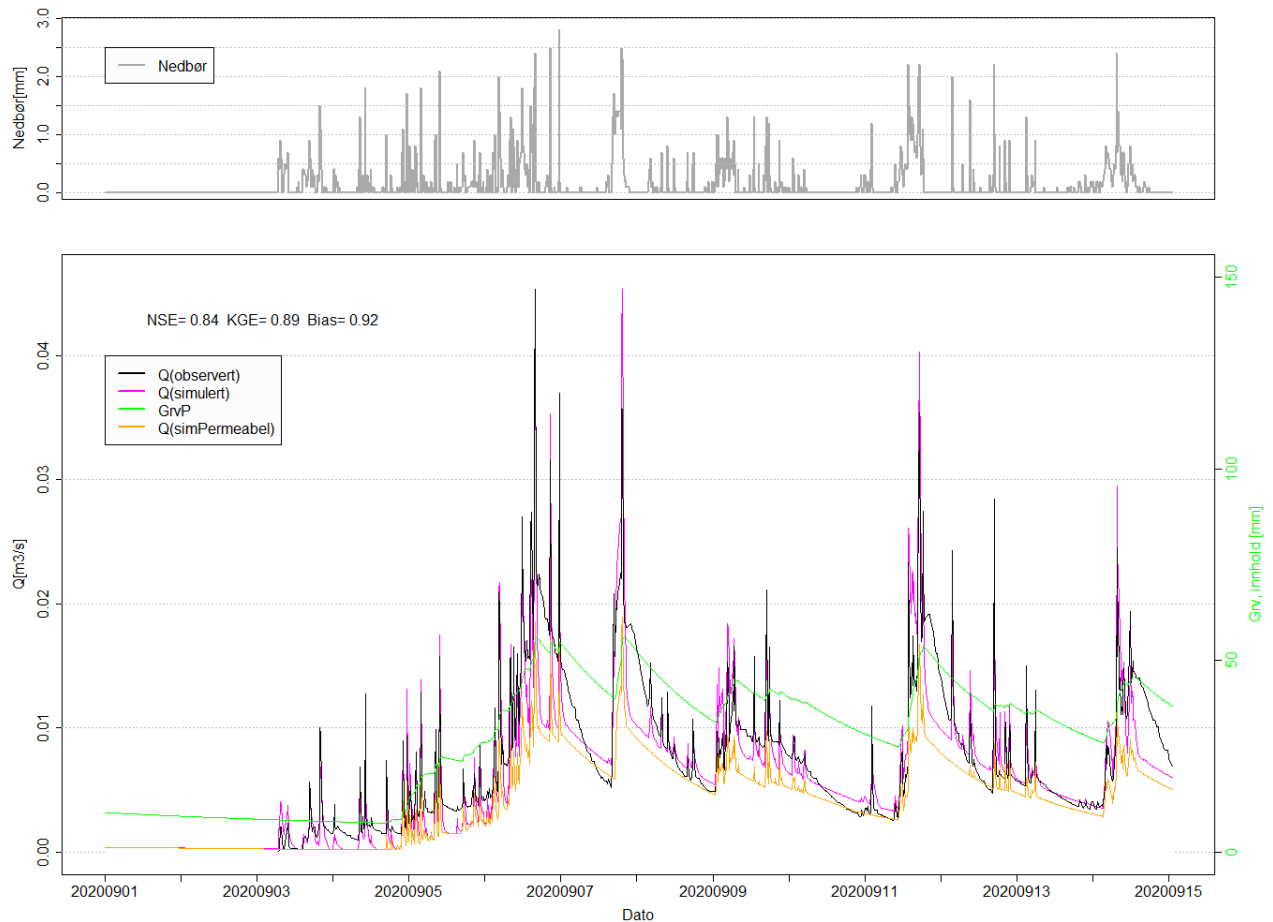 3.0
2.0
1.0
0.0
Nedbør[mm]
Nedbør
NSE= 0.84 KGE= 0.89 Bias= 0.92
Q(observert)
Q(simulert)
GrvP
Q(simPermeabel)
0.04
0.03
0.02
0.01
0.00
Q[m3/s]
150
100
50
0
Grv, innhold [mm]
20200901
20200903
20200905
20200907
20200909
20200911
20200913
20200915
Dato